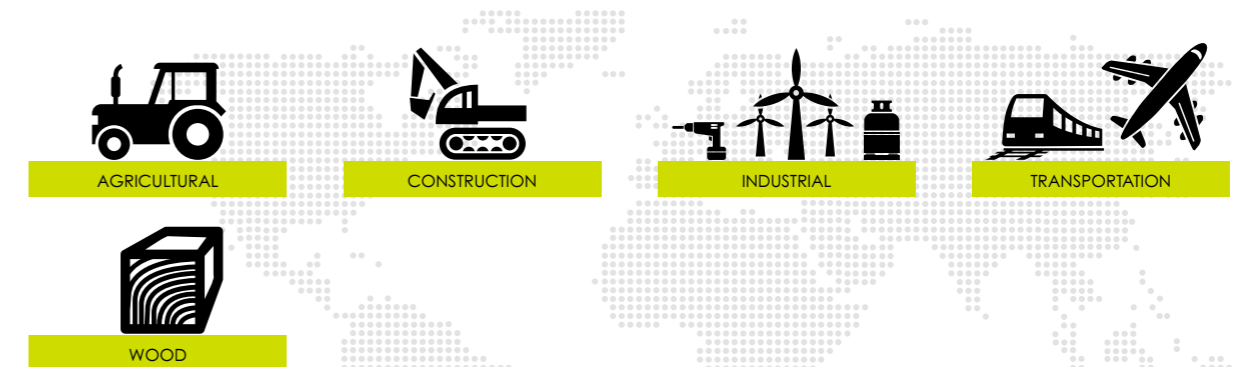 AGRICULTURAL
CONSTRUCTION
INDUSTRIAL
TRANSPORTATION
WOOD